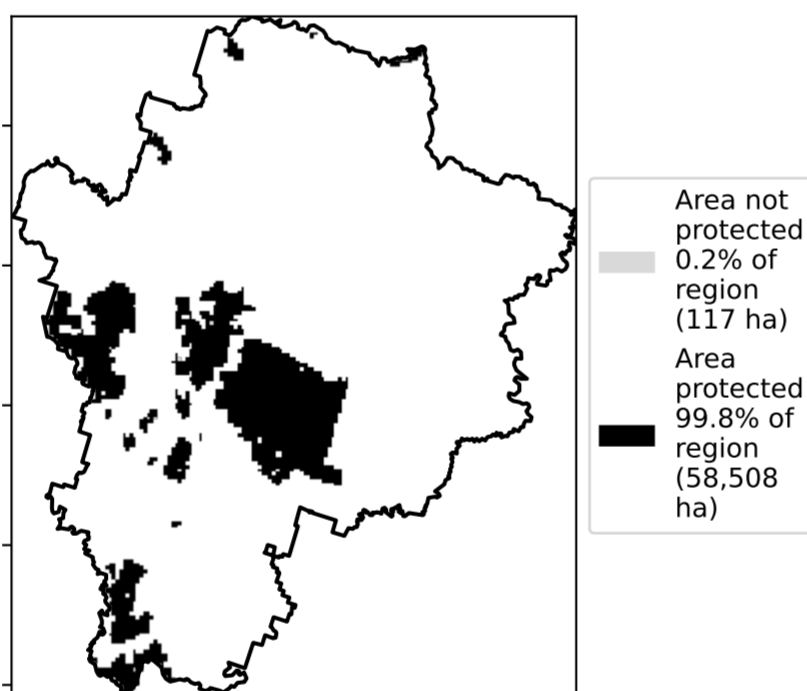 Area not
protected
0.2% of
region
(117 ha)
Area
protected
99.8% of
region
(58,508
ha)